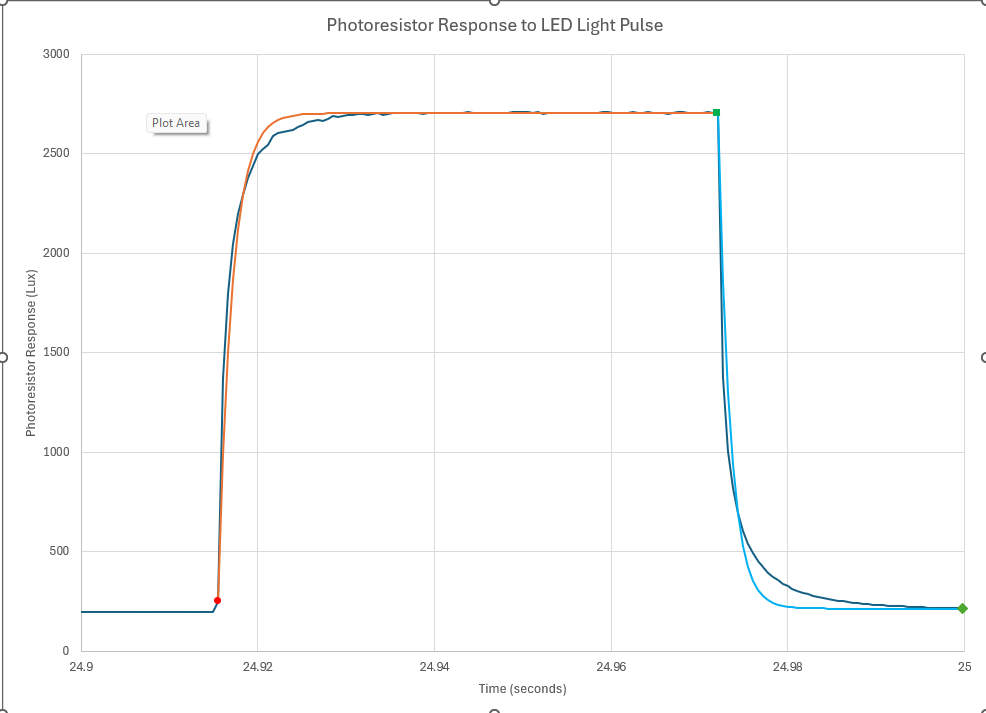 Photoresistor Response to LED Light Pulse
3000
Plot Area
2500
2000
1500
1000
500
0
Photoresistor Response (Lux)
24.9 24.92 24.94 24.96 24.98 25
Time (seconds)